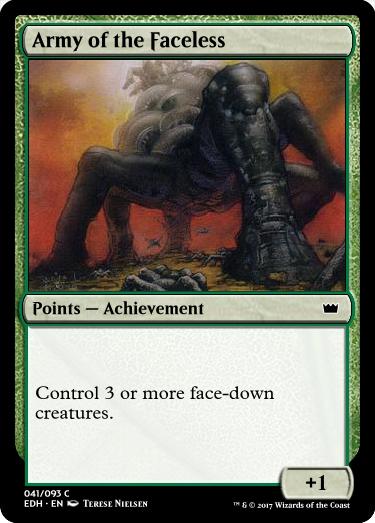 Army of the Faceless
Points — Achievement
Control 3 or more face-down
creatures.
+1
041/093 C
EDH • EN Terese Nielsen
™ & © 2017 Wizards of the Coast